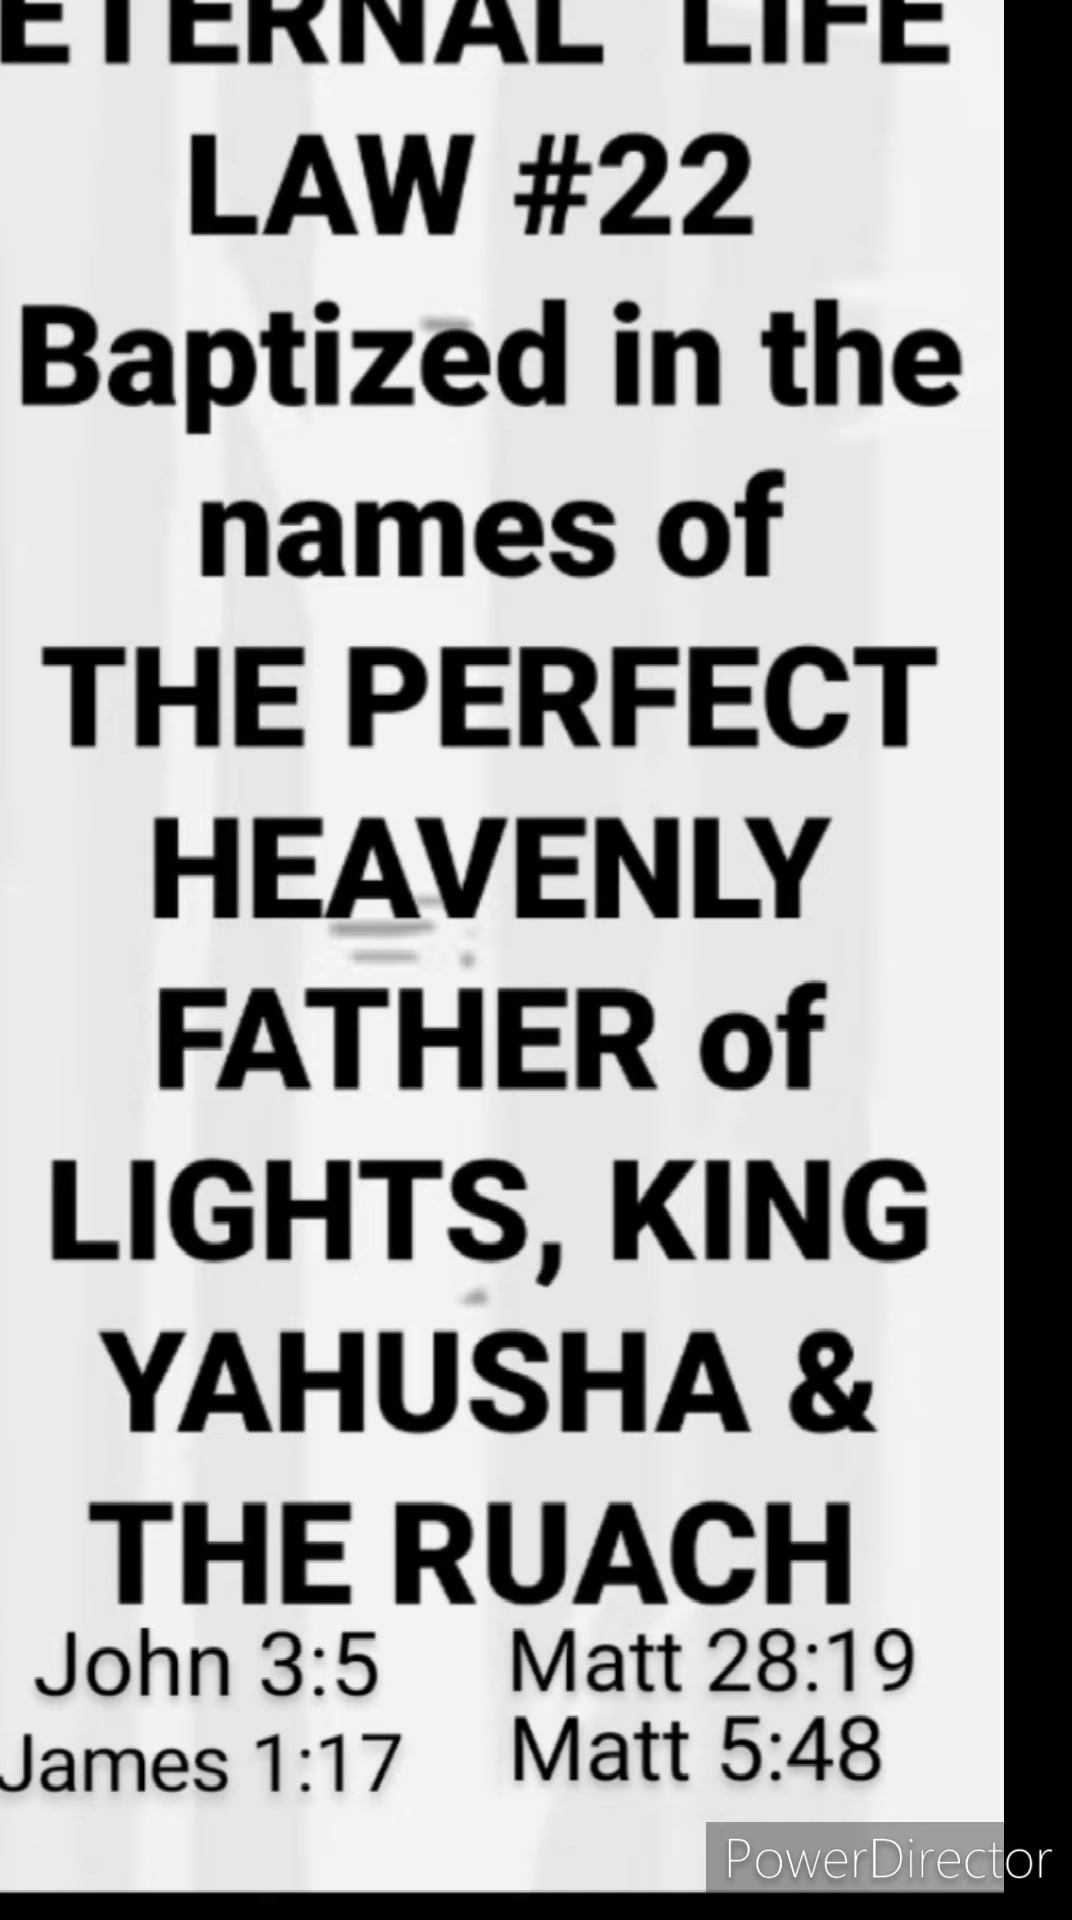 ETERNAL LIFE
LAW #22
Baptized in the
names of
THE PERFECT
HEAVENLY
FATHER of
LIGHTS, KING
YAHUSHA &
THE RUACH
John 3:5 Matt 28:19
James 1:17 Matt 5:48
PowerDirector